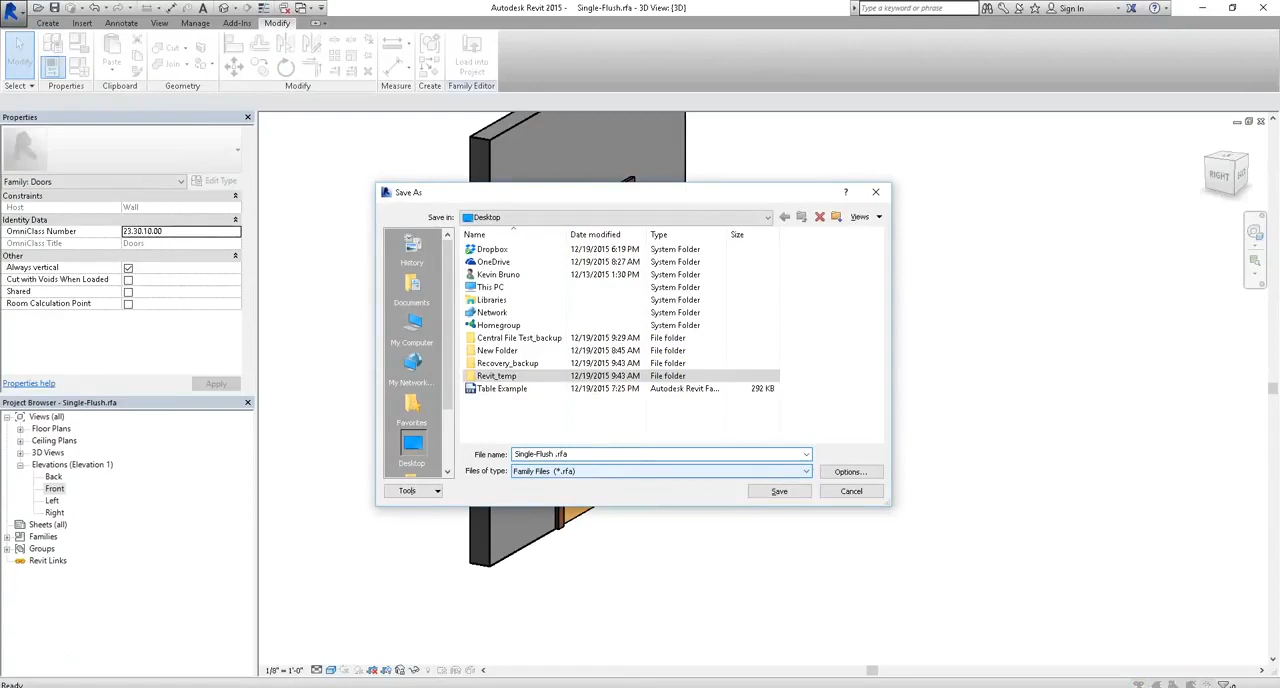 Autodesk Revit 2015 - Single-Flush.rfa - 3D View: {3D}
Type a keyword or phrase
Sign In
Create Insert Annotate View Manage Add-Ins Modify
Modify
Paste
Cut
Join
Load into
Project
Select Properties Clipboard Geometry Modify Measure Create Family Editor
Properties
Family: Doors
Edit Type
Constraints
Host Wall
Identity Data
OmniClass Number 23.30.10.00
OmniClass Title Doors
Other
Always vertical
Cut with Voids When Loaded
Shared
Room Calculation Point
Properties help
Apply
Project Browser - Single-Flush.rfa
Views (all)
Floor Plans
Ceiling Plans
3D Views
Elevations (Elevation 1)
Back
Front
Left
Right
Sheets (all)
Families
Groups
Revit Links
RIGHT
Save As
Save in: Desktop
Views
History
Documents
My Computer
My Network...
Favorites
Desktop
Name Date modified Type Size
Dropbox 12/19/2015 6:19 PM System Folder
OneDrive 12/19/2015 8:27 AM System Folder
Kevin Bruno 12/13/2015 1:30 PM System Folder
This PC System Folder
Libraries System Folder
Network System Folder
Homegroup System Folder
Central File Test_backup 12/19/2015 9:29 AM File folder
New Folder 12/19/2015 8:45 AM File folder
Recovery_backup 12/19/2015 9:43 AM File folder
Revit_temp 12/19/2015 9:43 AM File folder
Table Example 12/19/2015 7:25 PM Autodesk Revit Fa... 292 KB
File name: Single-Flush .rfa
Files of type: Family Files (*.rfa)
Options...
Tools
Save
Cancel
1/8" = 1'-0"
Ready